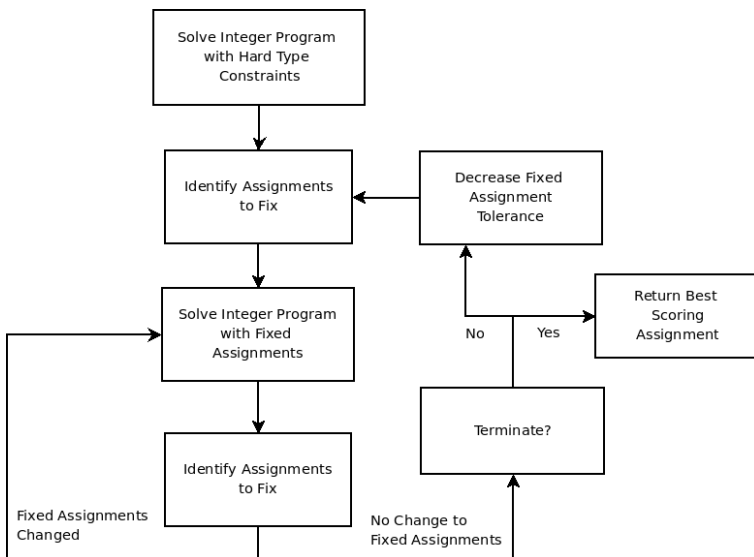 Solve Integer Program
with Hard Type
Constraints
Identify Assignments
to Fix
Decrease Fixed
Assignment
Tolerance
Solve Integer Program
with Fixed
Assignments
Return Best
Scoring
Assignment
No
Yes
Terminate?
Identify Assignments
to Fix
Fixed Assignments
Changed
No Change to
Fixed Assignments